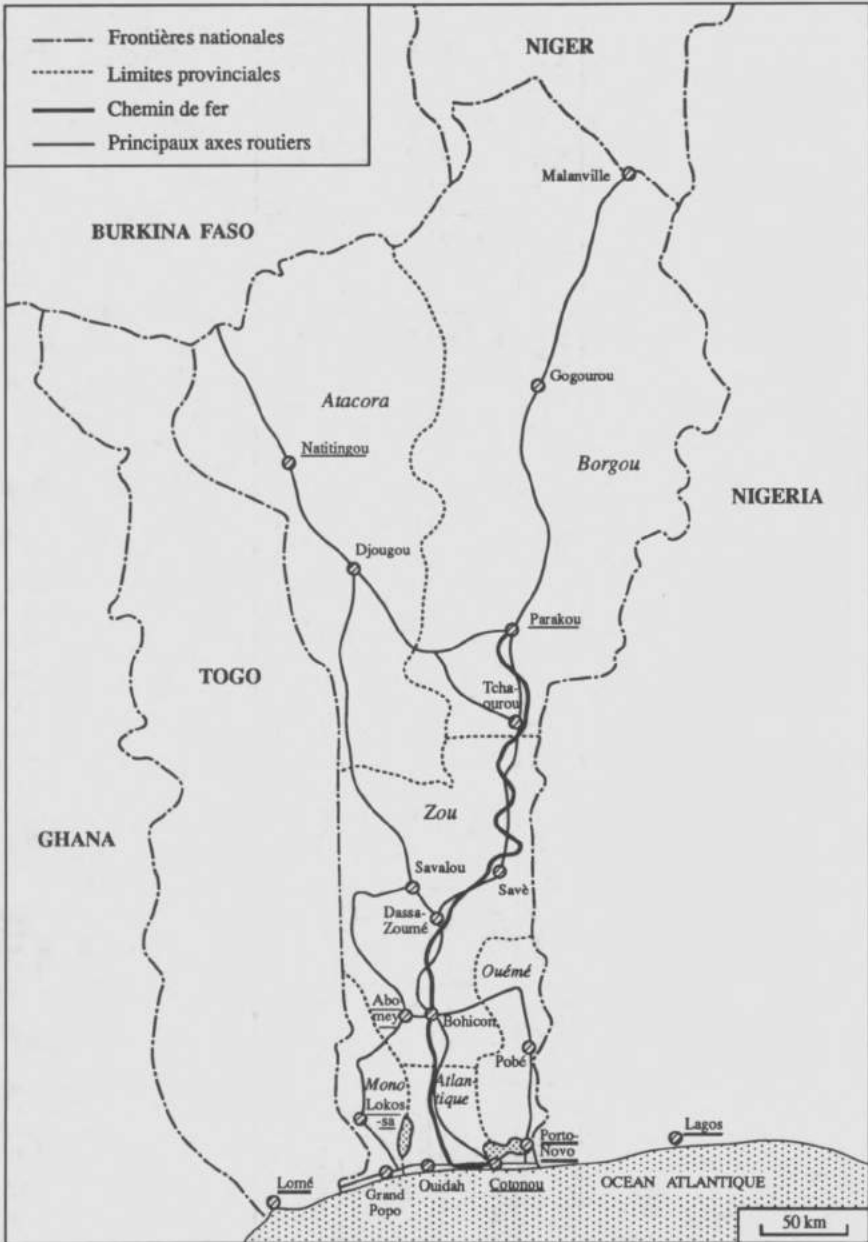 Frontières nationales
Limites provinciales
Chemin de fer
Principaux axes routiers
NIGER
Malanville
BURKINA FASO
Gogourou
Atacora
Natitingou
Borgou
NIGERIA
Djougou
Parakou
TOGO
Tcha-
ourou
Zou
GHANA
Savalou
Savè
Dassa-
Zoumé
Ouémé
Abo-
mey
Bohicon
Pobé
Mono
Atlan-
tique
Lokos-
-sa
Porto-
Novo
Lagos
Lomé
Grand
Popo
Ouidah
Cotonou
OCEAN ATLANTIQUE
50 km